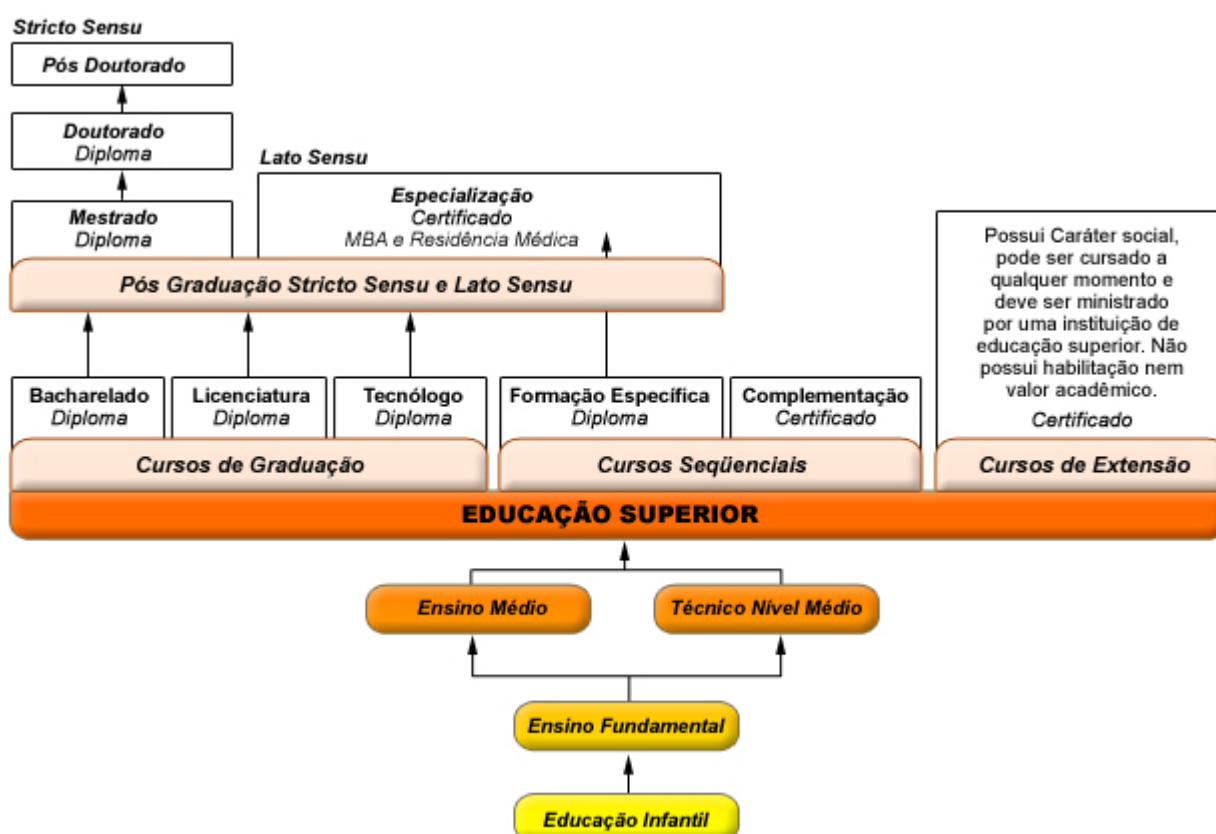 Stricto Sensu
Pós Doutorado
Doutorado
Diploma
Mestrado
Diploma
Lato Sensu
Especialização
Certificado
MBA e Residência Médica
Pós Graduação Stricto Sensu e Lato Sensu
Bacharelado
Diploma
Licenciatura
Diploma
Tecnólogo
Diploma
Cursos de Graduação
Formação Específica
Diploma
Complementação
Certificado
Cursos Seqüenciais
Possui Caráter social,
pode ser cursado a
qualquer momento e
deve ser ministrado
por uma instituição de
educação superior. Não
possui habilitação nem
valor acadêmico.
Certificado
Cursos de Extensão
EDUCAÇÃO SUPERIOR
Ensino Médio
Técnico Nível Médio
Ensino Fundamental
Educação Infantil